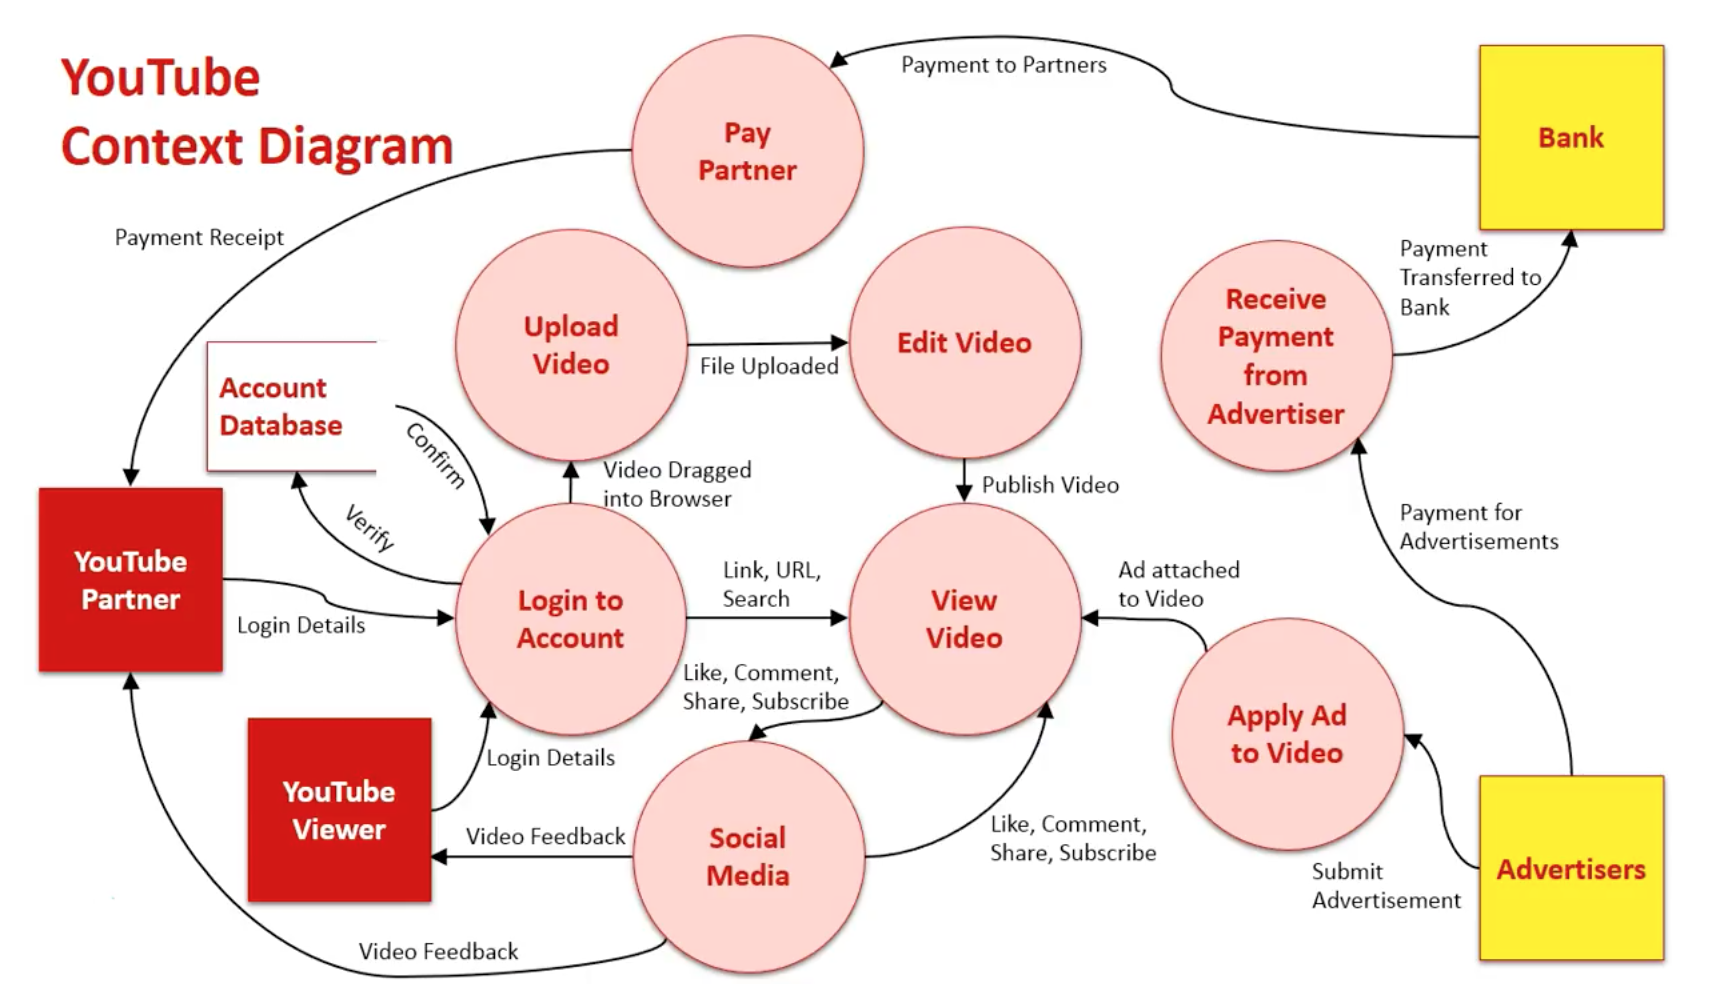 YouTube
Context Diagram
Payment to Partners
Pay
Partner
Bank
Payment Receipt
Payment
Transferred to
Bank
Upload
Video
File Uploaded
Edit Video
Receive
Payment
from
Advertiser
Account
Database
Confirm
Verify
Video Dragged
into Browser
Publish Video
Payment for
Advertisements
YouTube
Partner
Login Details
Login to
Account
Link, URL,
Search
View
Video
Ad attached
to Video
Like, Comment,
Share, Subscribe
Apply Ad
to Video
Login Details
YouTube
Viewer
Video Feedback
Social
Media
Like, Comment,
Share, Subscribe
Submit
Advertisement
Advertisers
Video Feedback